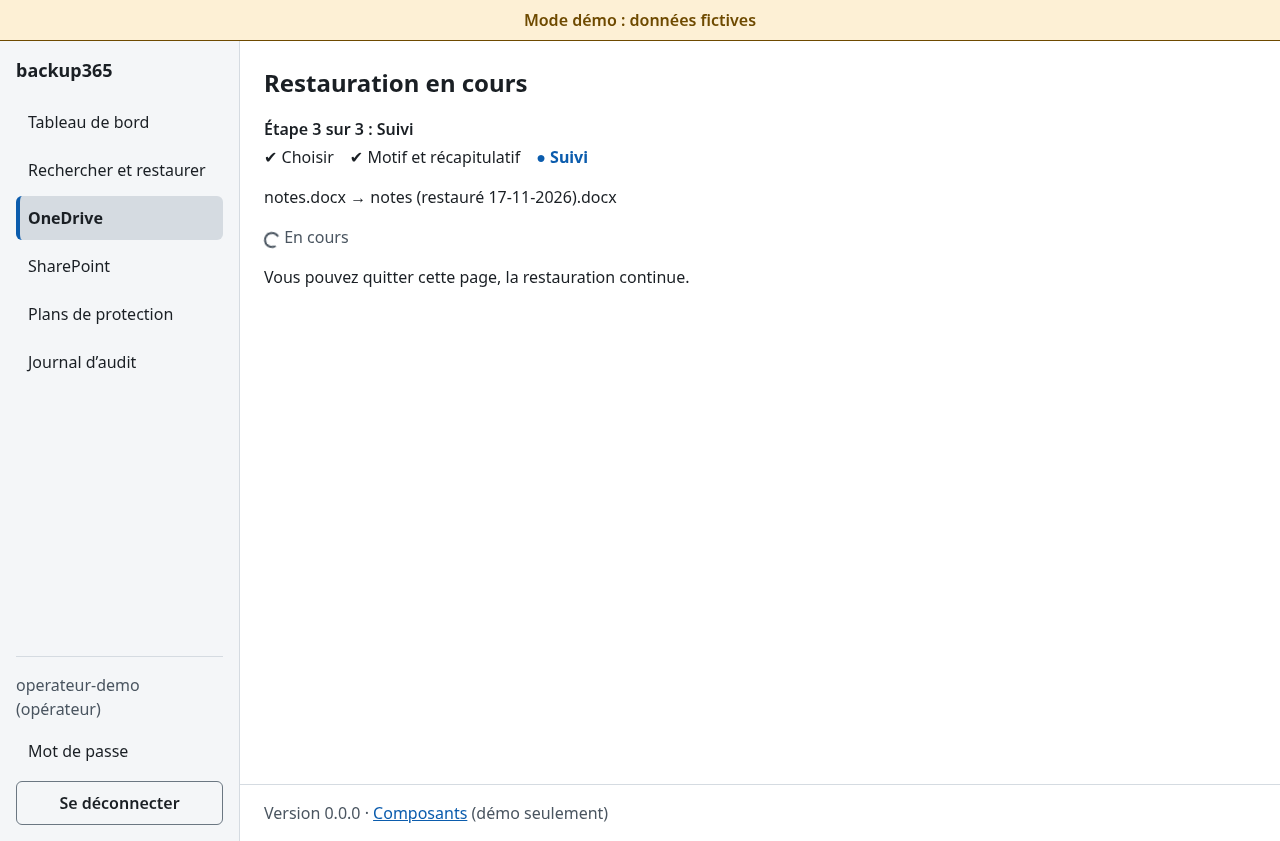 Mode démo : données fictives
backup365
Tableau de bord
Rechercher et restaurer
OneDrive
SharePoint
Plans de protection
Journal d’audit
operateur-demo
(opérateur)
Mot de passe
Se déconnecter
Restauration en cours
Étape 3 sur 3 : Suivi
✔ Choisir ✔ Motif et récapitulatif ● Suivi
notes.docx → notes (restauré 17-11-2026).docx
En cours
Vous pouvez quitter cette page, la restauration continue.
Version 0.0.0 · Composants (démo seulement)